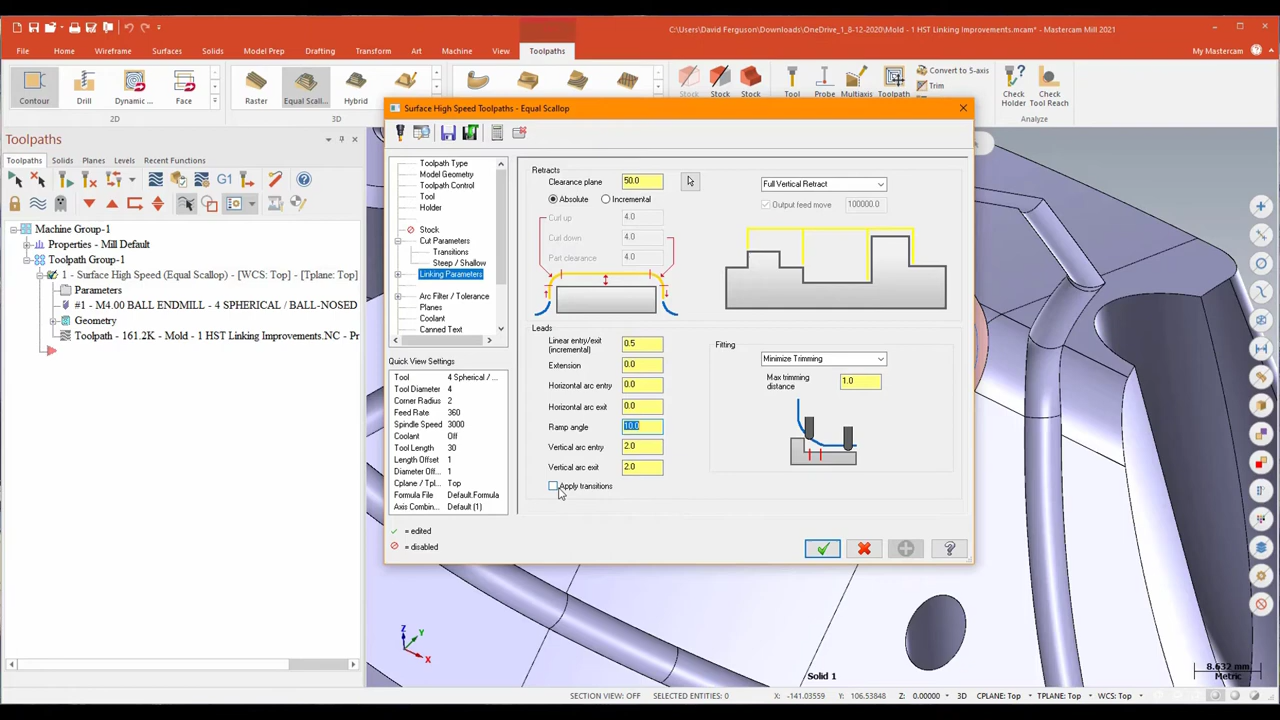 C:\Users\David Ferguson\Downloads\OneDrive_1_8-12-2020\Mold - 1 HST Linking Improvements.mcam* - Mastercam Mill 2021
File Home Wireframe Surfaces Solids Model Prep Drafting Transform Art Machine View Toolpaths My Mastercam
Contour Drill Dynamic ... Face Raster Equal Scall... Hybrid Stock Stock Stock Tool Probe Multiaxis Toolpath Convert to 5-axis
Trim
Check Holder Check Tool Reach
2D 3D Analyze
Toolpaths
Toolpaths Solids Planes Levels Recent Functions
G1
Machine Group-1
Properties - Mill Default
Toolpath Group-1
1 - Surface High Speed (Equal Scallop) - [WCS: Top] - [Tplane: Top]
Parameters
#1 - M4.00 BALL ENDMILL - 4 SPHERICAL / BALL-NOSED
Geometry
Toolpath - 161.2K - Mold - 1 HST Linking Improvements.NC - Pr
Surface High Speed Toolpaths - Equal Scallop
Toolpath Type
Model Geometry
Toolpath Control
Tool
Holder
Stock
Cut Parameters
Transitions
Steep / Shallow
Linking Parameters
Arc Filter / Tolerance
Planes
Coolant
Canned Text
Quick View Settings
Tool 4 Spherical / ...
Tool Diameter 4
Corner Radius 2
Feed Rate 360
Spindle Speed 3000
Coolant Off
Tool Length 30
Length Offset 1
Diameter Off... 1
Cplane / Tpl... Top
Formula File Default.Formula
Axis Combin... Default (1)
= edited
= disabled
Retracts
Clearance plane 50.0
Absolute Incremental
Curl up 4.0
Curl down 4.0
Part clearance 4.0
Full Vertical Retract
Output feed move 100000.0
Leads
Linear entry/exit (incremental) 0.5
Extension 0.0
Horizontal arc entry 0.0
Horizontal arc exit 0.0
Ramp angle 10.0
Vertical arc entry 2.0
Vertical arc exit 2.0
Apply transitions
Fitting
Minimize Trimming
Max trimming distance 1.0
Z Y X
Solid 1
8.632 mm
Metric
SECTION VIEW: OFF SELECTED ENTITIES: 0 X: -141.03559 Y: 106.53848 Z: 0.00000 3D CPLANE: Top TPLANE: Top WCS: Top